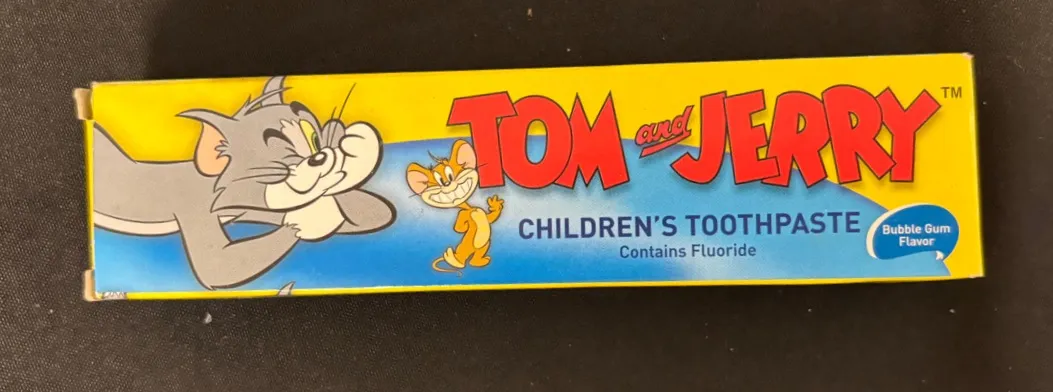 TOM and JERRY™
CHILDREN'S TOOTHPASTE
Contains Fluoride
Bubble Gum
Flavor